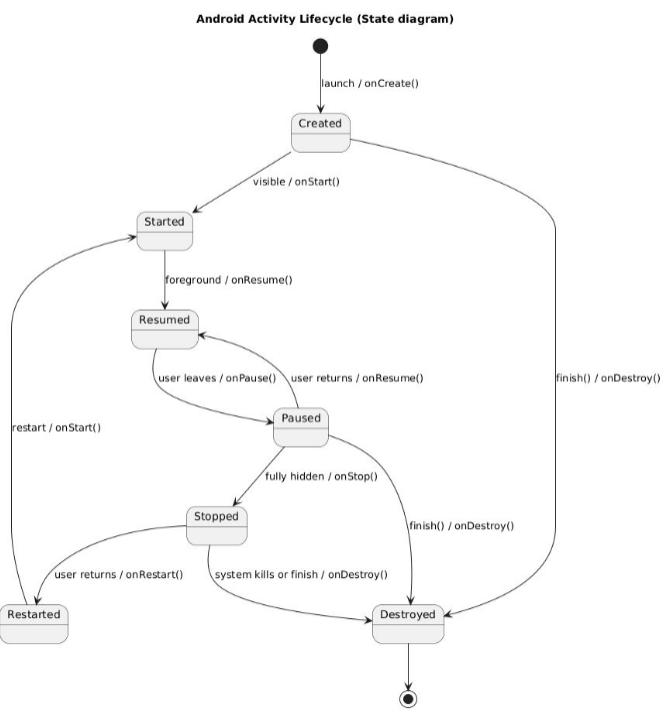 Android Activity Lifecycle (State diagram)
launch / onCreate()
Created
visible / onStart()
Started
foreground / onResume()
Resumed
user leaves / onPause()
user returns / onResume()
finish() / onDestroy()
Paused
restart / onStart()
fully hidden / onStop()
Stopped
finish() / onDestroy()
user returns / onRestart()
system kills or finish / onDestroy()
Restarted
Destroyed